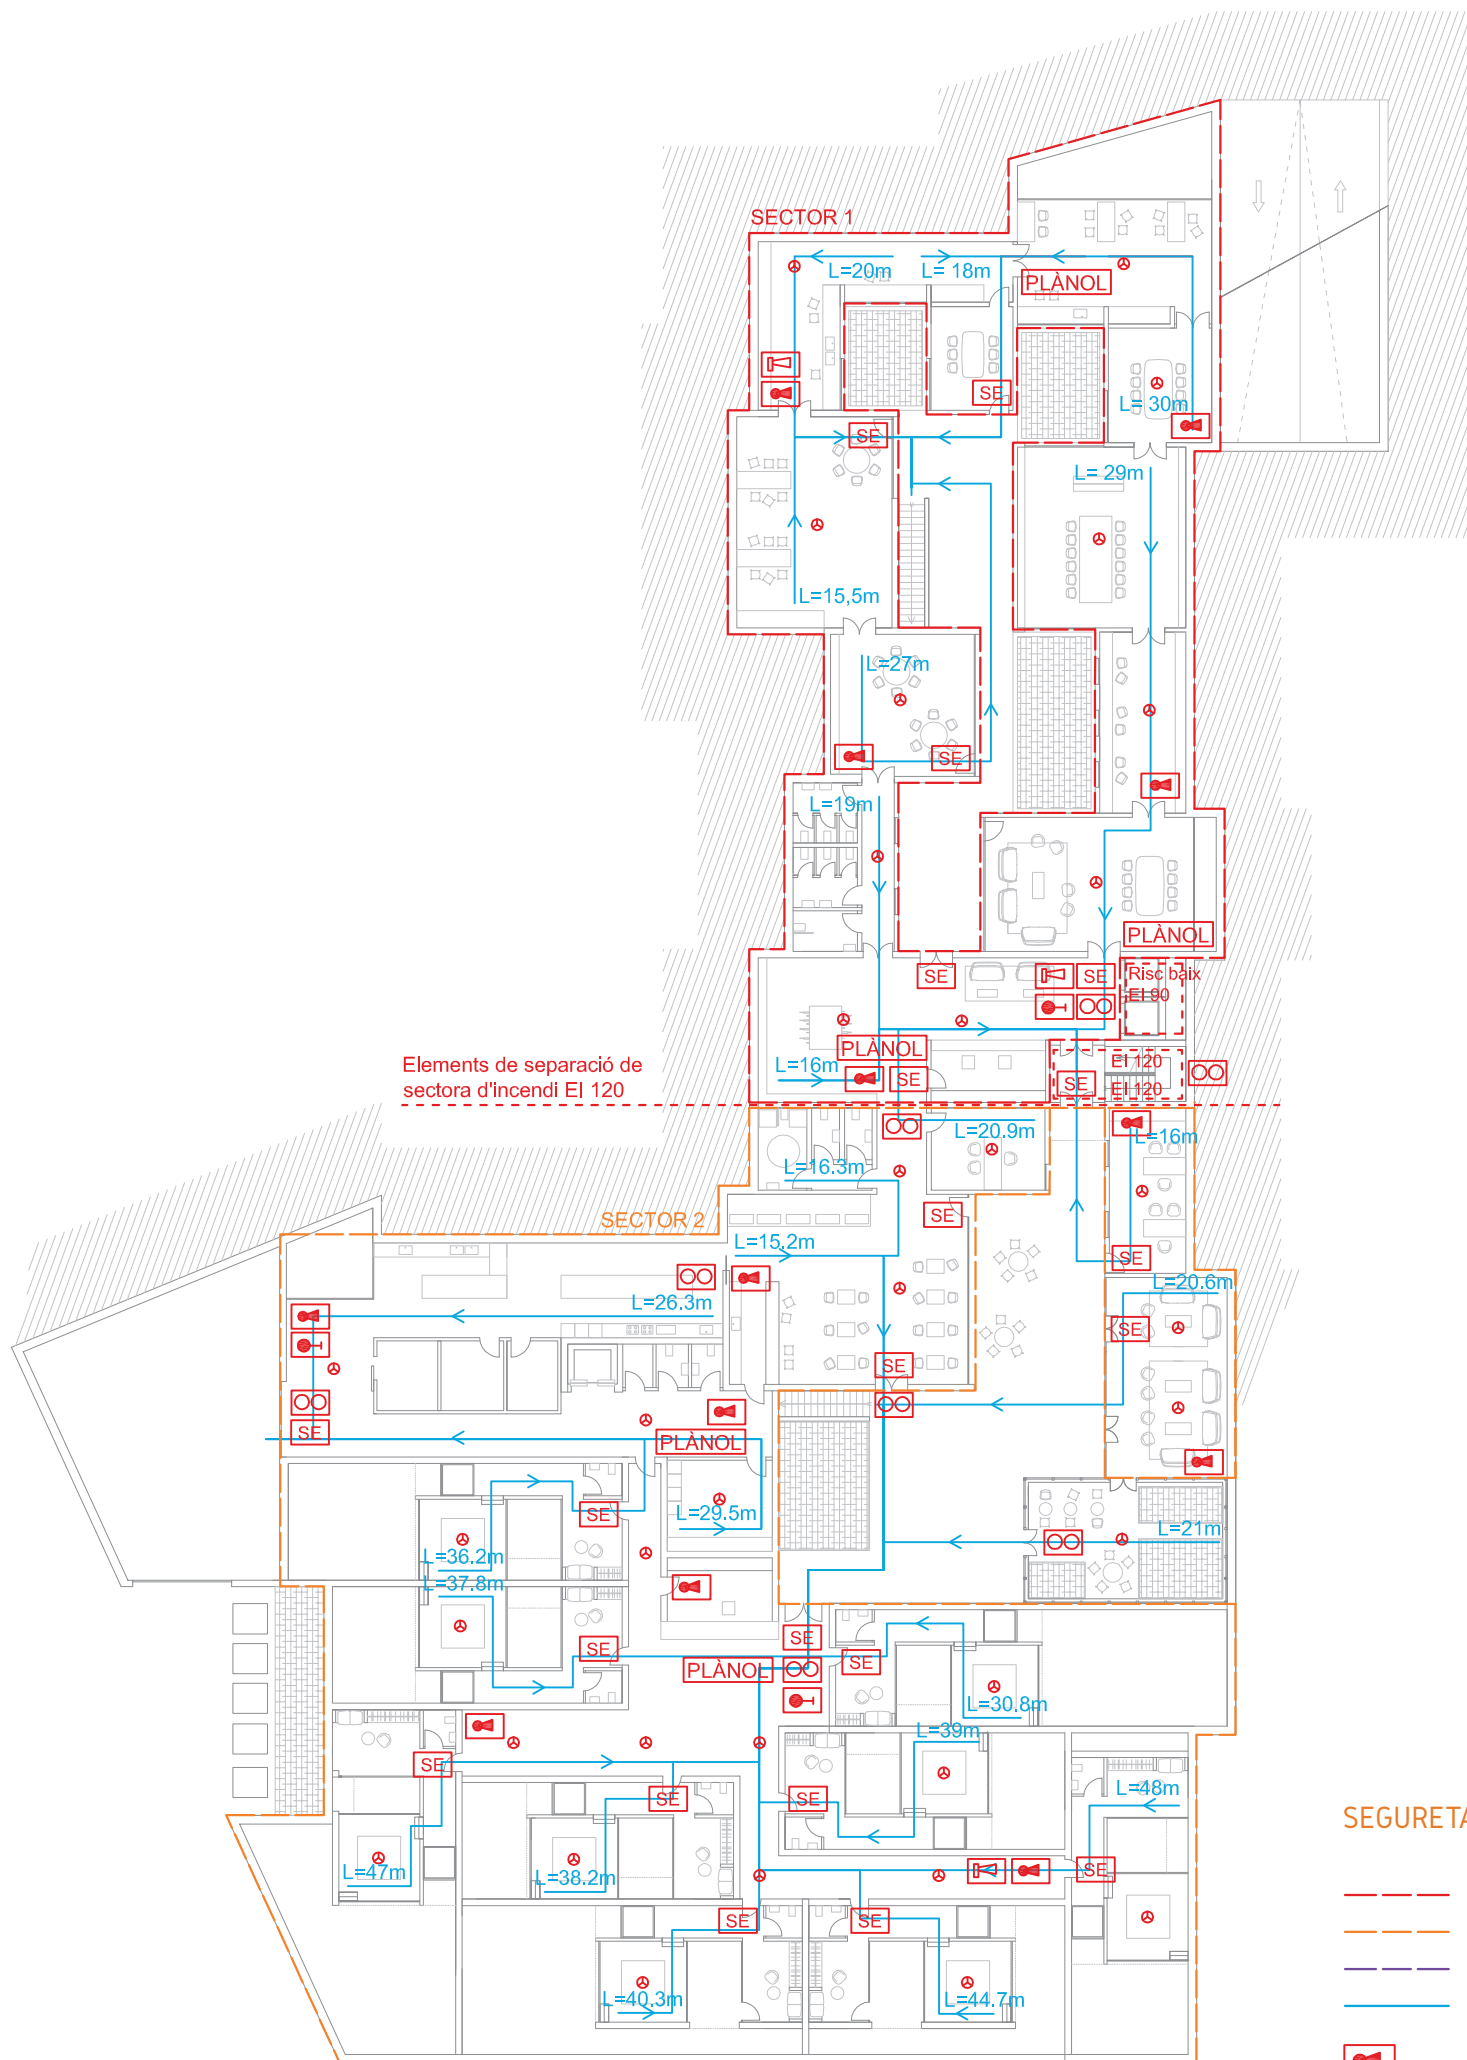 SECTOR 1
L=20m
L= 18m
PLÀNOL
SE
L= 30m
SE
L= 29m
L=15,5m
L=27m
SE
L=19m
PLÀNOL
SE
SE
Risc baix
EI 90
PLÀNOL
Elements de separació de
sectora d'incendi EI 120
L=16m
SE
SE
EI 120
EI 120
L=20.9m
L=16m
L=16.3m
SE
SECTOR 2
L=15.2m
SE
L=20.6m
L=26.3m
SE
SE
SE
PLÀNOL
SE
L=29.5m
L=21m
L=36.2m
L=37.8m
SE
SE
SE
PLÀNOL
L=30.8m
L=39m
SE
SE
SE
L=48m
SEGURETA
L=47m
L=38.2m
SE
SE
SE
L=40.3m
L=44.7m